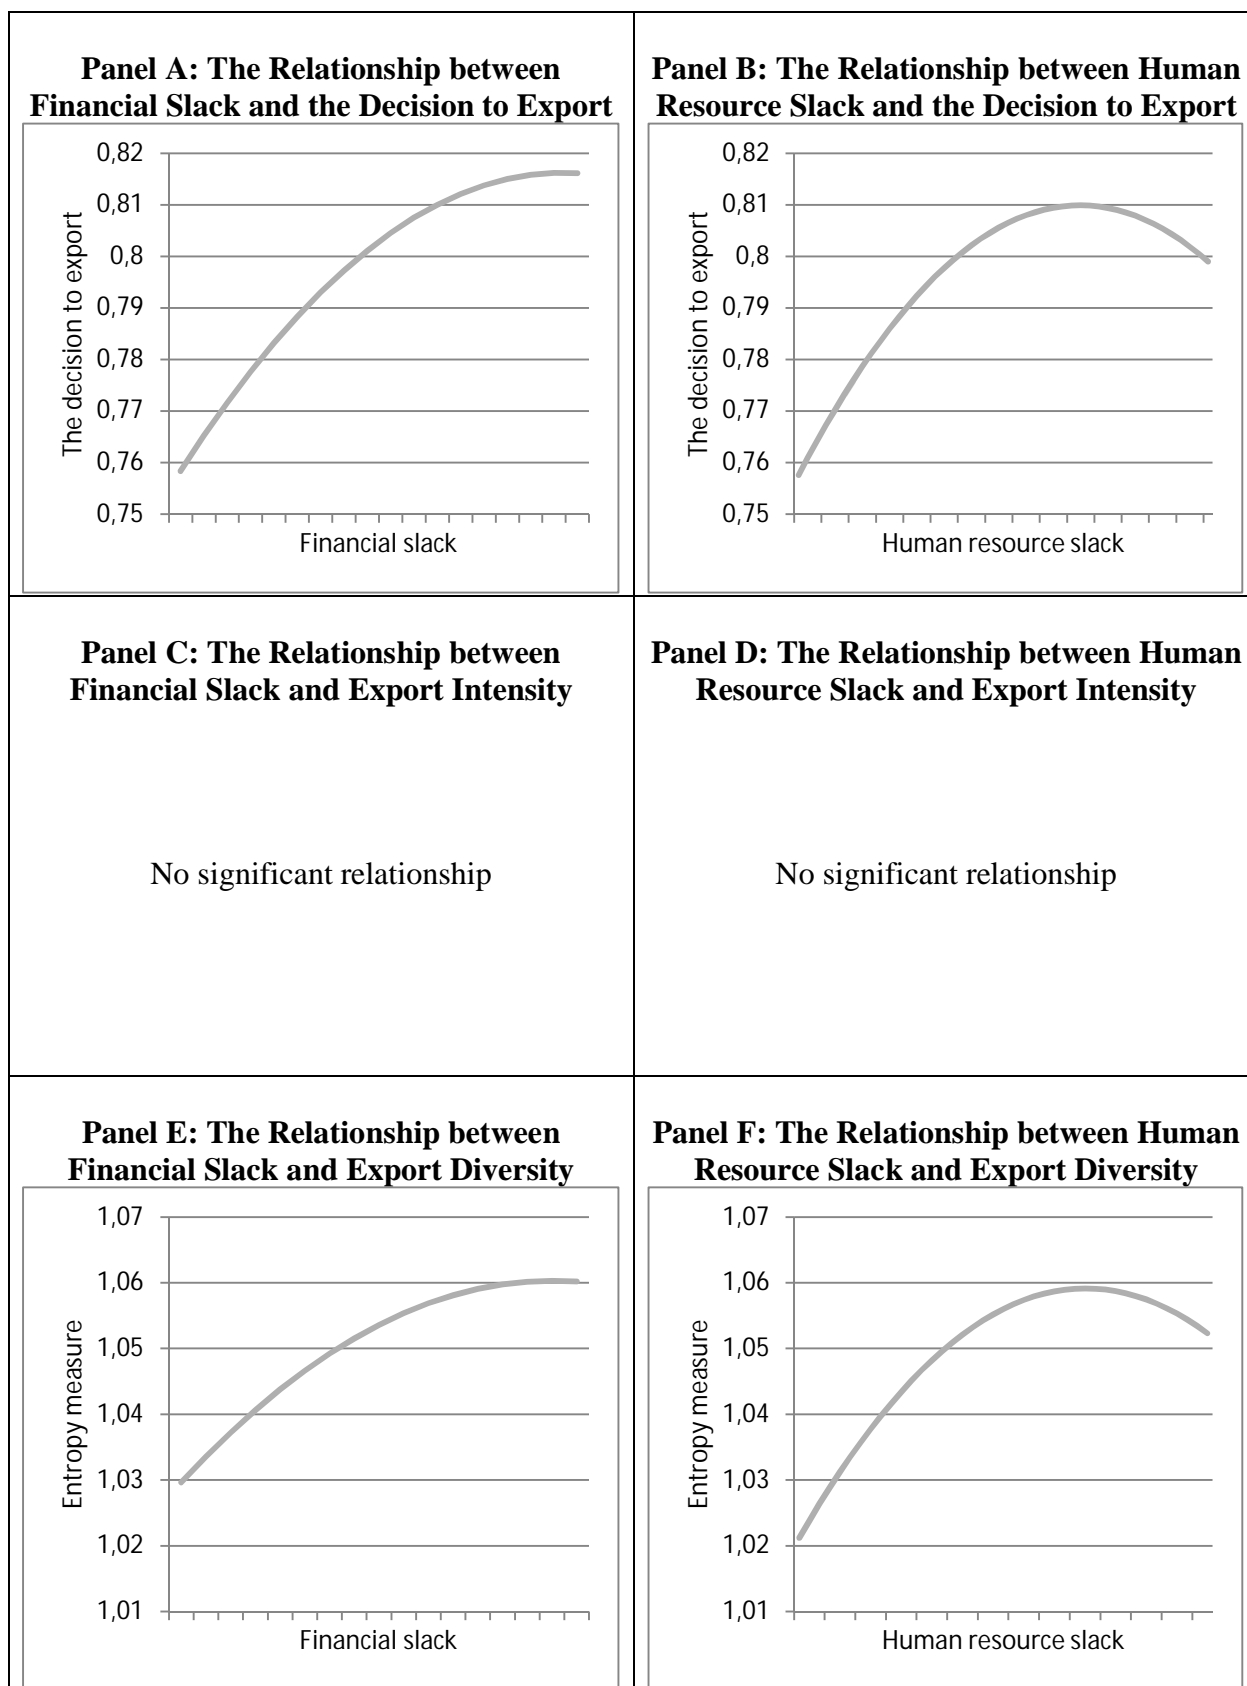 Panel A: The Relationship between
Financial Slack and the Decision to Export
0,82
0,81
0,8
0,79
0,78
0,77
0,76
0,75
The decision to export
Financial slack
Panel B: The Relationship between Human
Resource Slack and the Decision to Export
0,82
0,81
0,8
0,79
0,78
0,77
0,76
0,75
The decision to export
Human resource slack
Panel C: The Relationship between
Financial Slack and Export Intensity
No significant relationship
Panel D: The Relationship between Human
Resource Slack and Export Intensity
No significant relationship
Panel E: The Relationship between
Financial Slack and Export Diversity
1,07
1,06
1,05
1,04
1,03
1,02
1,01
Entropy measure
Financial slack
Panel F: The Relationship between Human
Resource Slack and Export Diversity
1,07
1,06
1,05
1,04
1,03
1,02
1,01
Entropy measure
Human resource slack